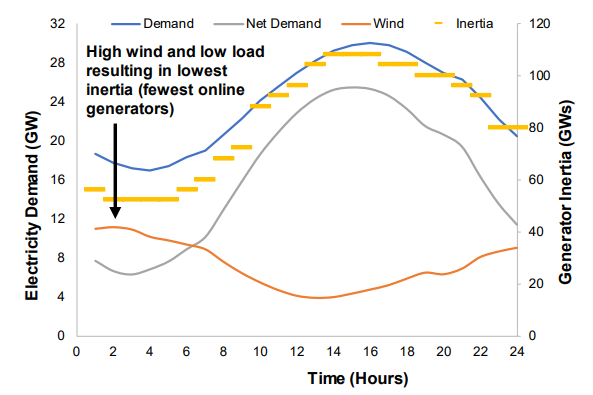 Demand Net Demand Wind Inertia
High wind and low load
resulting in lowest
inertia (fewest online
generators)
Electricity Demand (GW)
32
28
24
20
16
12
8
4
0
120
100
80
60
40
20
0
Generator Inertia (GWs)
0 2 4 6 8 10 12 14 16 18 20 22 24
Time (Hours)